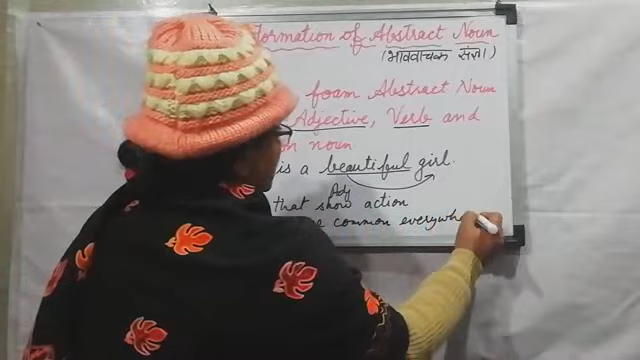 formation of Abstract Noun
(भाववाचक संज्ञा)
foam Abstract Noun
Adjective, Verb and
noun
is a beautiful girl.
Adj
that show action
common everywh